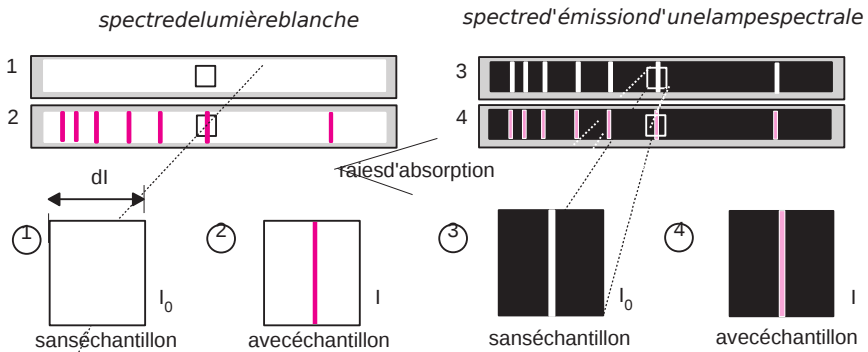 spectredelumièreblanche
spectred'émissiond'unelampespectrale
1
2
3
4
raiesd'absorption
dI
1
2
3
4
I0
I
I0
I
sanséchantillon
avecéchantillon
sanséchantillon
avecéchantillon